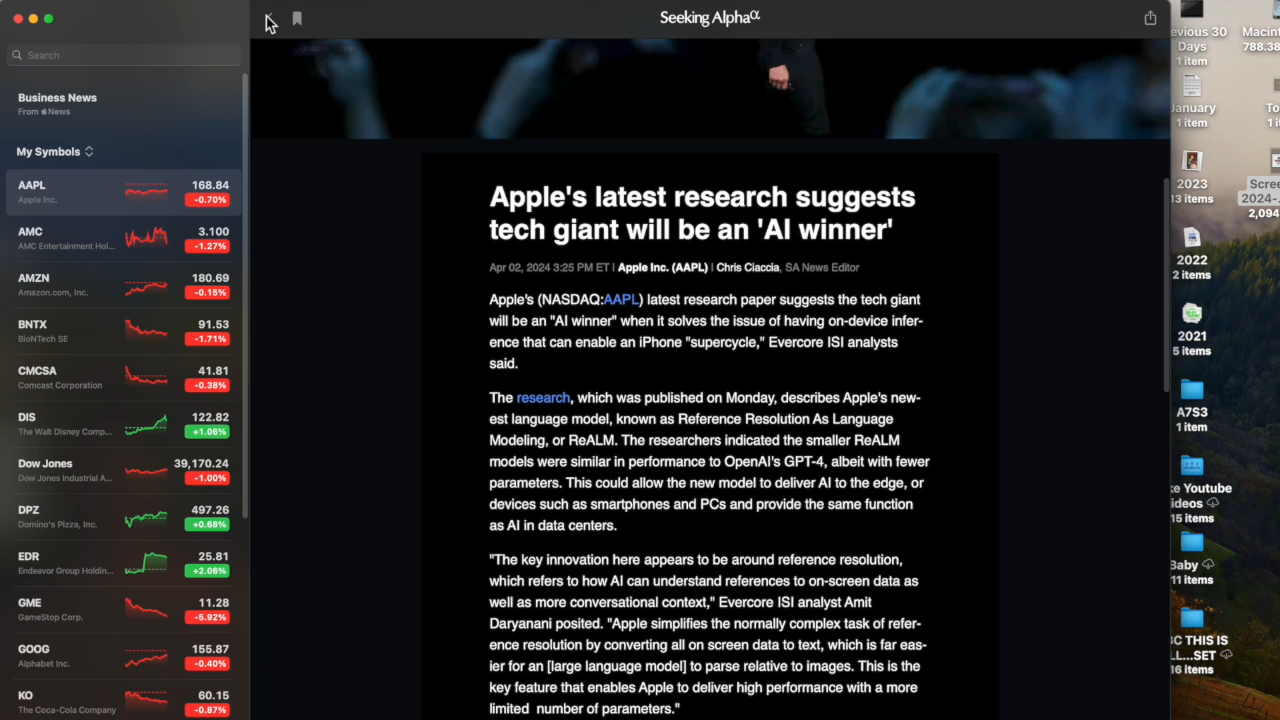 Seeking Alphaα
Search
Business News
From News
My Symbols
AAPL 168.84
Apple Inc. -0.70%
AMC 3.100
AMC Entertainment Hol... -1.27%
AMZN 180.69
Amazon.com, Inc. -0.15%
BNTX 91.53
BioNTech SE -1.71%
CMCSA 41.81
Comcast Corporation -0.38%
DIS 122.82
The Walt Disney Comp... +1.06%
Dow Jones 39,170.24
Dow Jones Industrial A... -1.00%
DPZ 497.26
Domino's Pizza, Inc. +0.68%
EDR 25.81
Endeavor Group Holdin... +2.06%
GME 11.28
GameStop Corp. -5.92%
GOOG 155.87
Alphabet Inc. -0.40%
KO 60.15
The Coca-Cola Company -0.87%
Apple's latest research suggests
tech giant will be an 'AI winner'
Apr 02, 2024 3:25 PM ET | Apple Inc. (AAPL) | Chris Ciaccia, SA News Editor
Apple's (NASDAQ:AAPL) latest research paper suggests the tech giant
will be an "AI winner" when it solves the issue of having on-device infer-
ence that can enable an iPhone "supercycle," Evercore ISI analysts
said.
The research, which was published on Monday, describes Apple's new-
est language model, known as Reference Resolution As Language
Modeling, or ReALM. The researchers indicated the smaller ReALM
models were similar in performance to OpenAI's GPT-4, albeit with fewer
parameters. This could allow the new model to deliver AI to the edge, or
devices such as smartphones and PCs and provide the same function
as AI in data centers.
"The key innovation here appears to be around reference resolution,
which refers to how AI can understand references to on-screen data as
well as more conversational context," Evercore ISI analyst Amit
Daryanani posited. "Apple simplifies the normally complex task of refer-
ence resolution by converting all on screen data to text, which is far eas-
ier for an [large language model] to parse relative to images. This is the
key feature that enables Apple to deliver high performance with a more
limited number of parameters."
evious 30
Days
1 item
January
1 item
2023
13 items
2022
2 items
2021
5 items
A7S3
1 item
ke Youtube
ideos
15 items
Baby
11 items
C THIS IS
LL...SET
16 items
Macin
788.38
To
1 i
Scree
2024-.
2,094